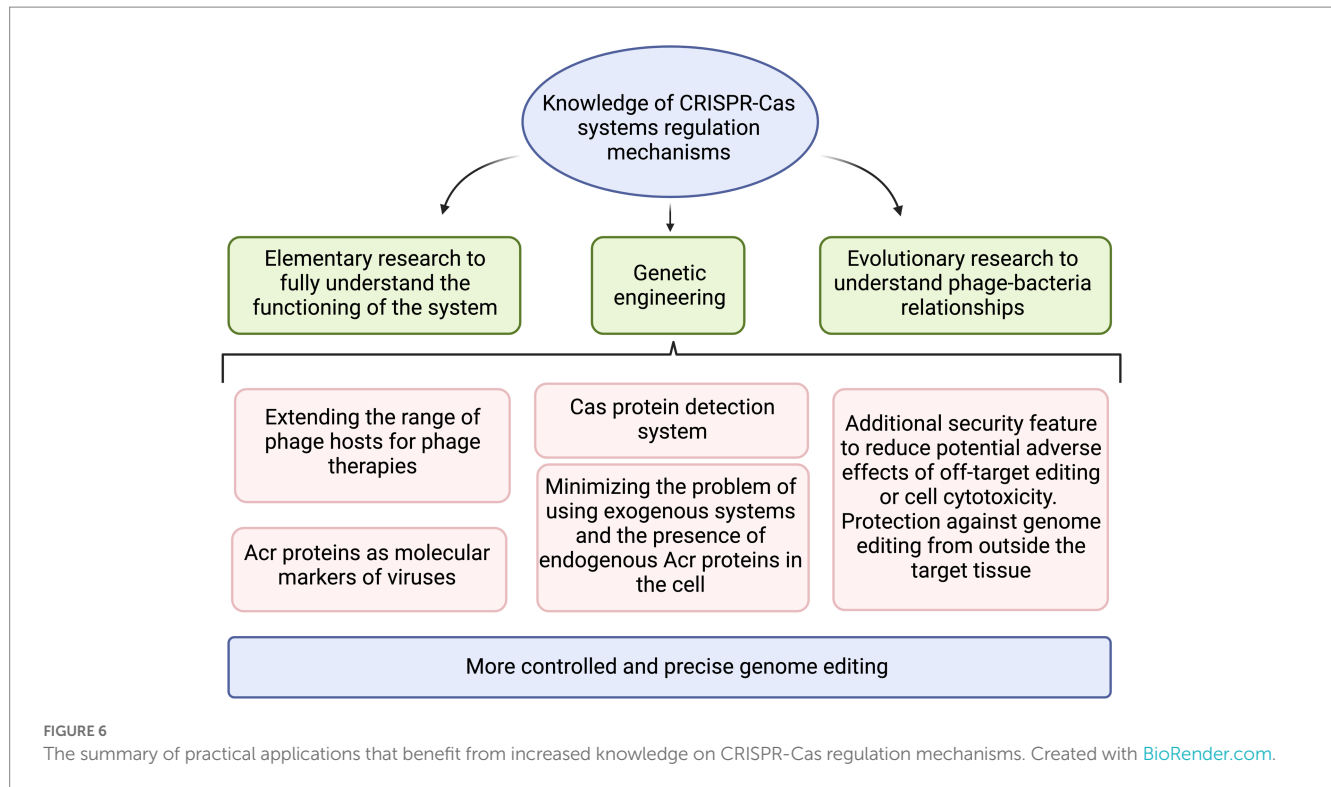 Knowledge of CRISPR-Cas
systems regulation
mechanisms
Elementary research to
fully understand the
functioning of the system
Genetic
engineering
Evolutionary research to
understand phage-bacteria
relationships
Extending the range of
phage hosts for phage
therapies
Acr proteins as molecular
markers of viruses
Cas protein detection
system
Minimizing the problem of
using exogenous systems
and the presence of
endogenous Acr proteins in
the cell
Additional security feature
to reduce potential adverse
effects of off-target editing
or cell cytotoxicity.
Protection against genome
editing from outside the
target tissue
More controlled and precise genome editing
FIGURE 6
The summary of practical applications that benefit from increased knowledge on CRISPR-Cas regulation mechanisms. Created with BioRender.com.